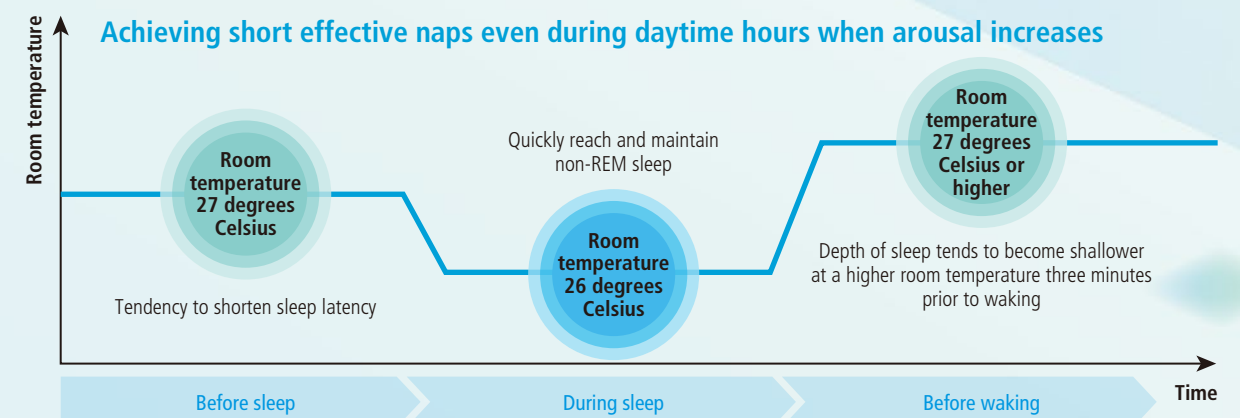 Achieving short effective naps even during daytime hours when arousal increases
Room temperature
Room
temperature
27 degrees
Celsius
Tendency to shorten sleep latency
Quickly reach and maintain
non-REM sleep
Room
temperature
26 degrees
Celsius
Room
temperature
27 degrees
Celsius or
higher
Depth of sleep tends to become shallower
at a higher room temperature three minutes
prior to waking
Time
Before sleep
During sleep
Before waking